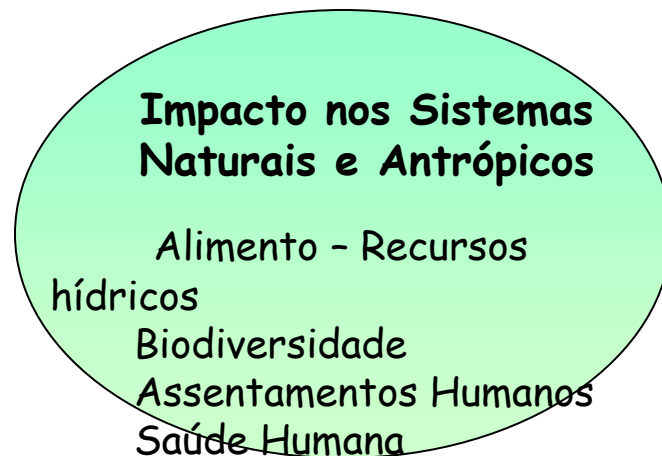 Impacto nos Sistemas
Naturais e Antrópicos
Alimento – Recursos
hídricos
Biodiversidade
Assentamentos Humanos
Saúde Humana